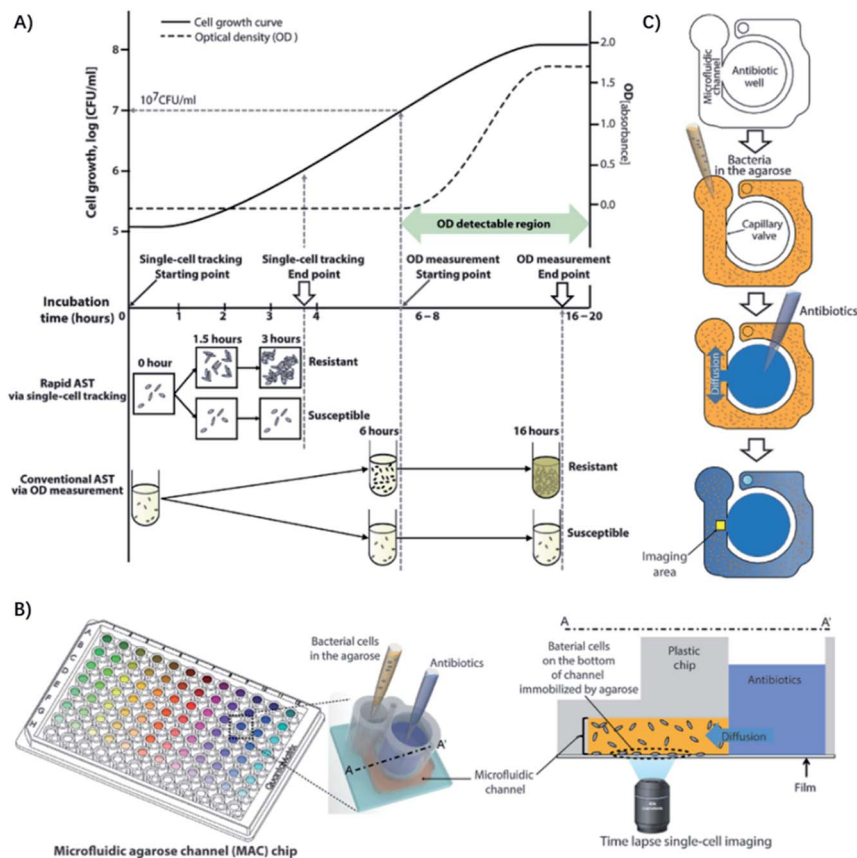 A)
Cell growth curve
Optical density (OD )
Cell growth, log [CFU/ml]
8
7
6
5
10⁷CFU/ml
2.0
1.5
1.0
0.5
0.0
OD[absorbance]
OD detectable region
Single-cell tracking
Starting point
Single-cell tracking
End point
OD measurement
Starting point
OD measurement
End point
Incubation
time (hours)
0
1
2
4
6–8
16–20
Rapid AST
via single-cell tracking
0 hour
1.5 hours
3 hours
Resistant
Susceptible
Conventional AST
via OD measurement
6 hours
16 hours
Resistant
Susceptible
C)
Microfluidic
channel
Antibiotic
well
Bacteria
in the agarose
Capillary
valve
Antibiotics
Diffusion
Imaging
area
B)
A
B
C
D
E
F
G
H
QuantaMatrix
Microfluidic agarose channel (MAC) chip
Bacterial cells
in the agarose
Antibiotics
A
A'
Microfluidic
channel
A
A'
Baterial cells
on the bottom
of channel
immobilized by agarose
Plastic
chip
Antibiotics
Diffusion
Film
Time lapse single-cell imaging